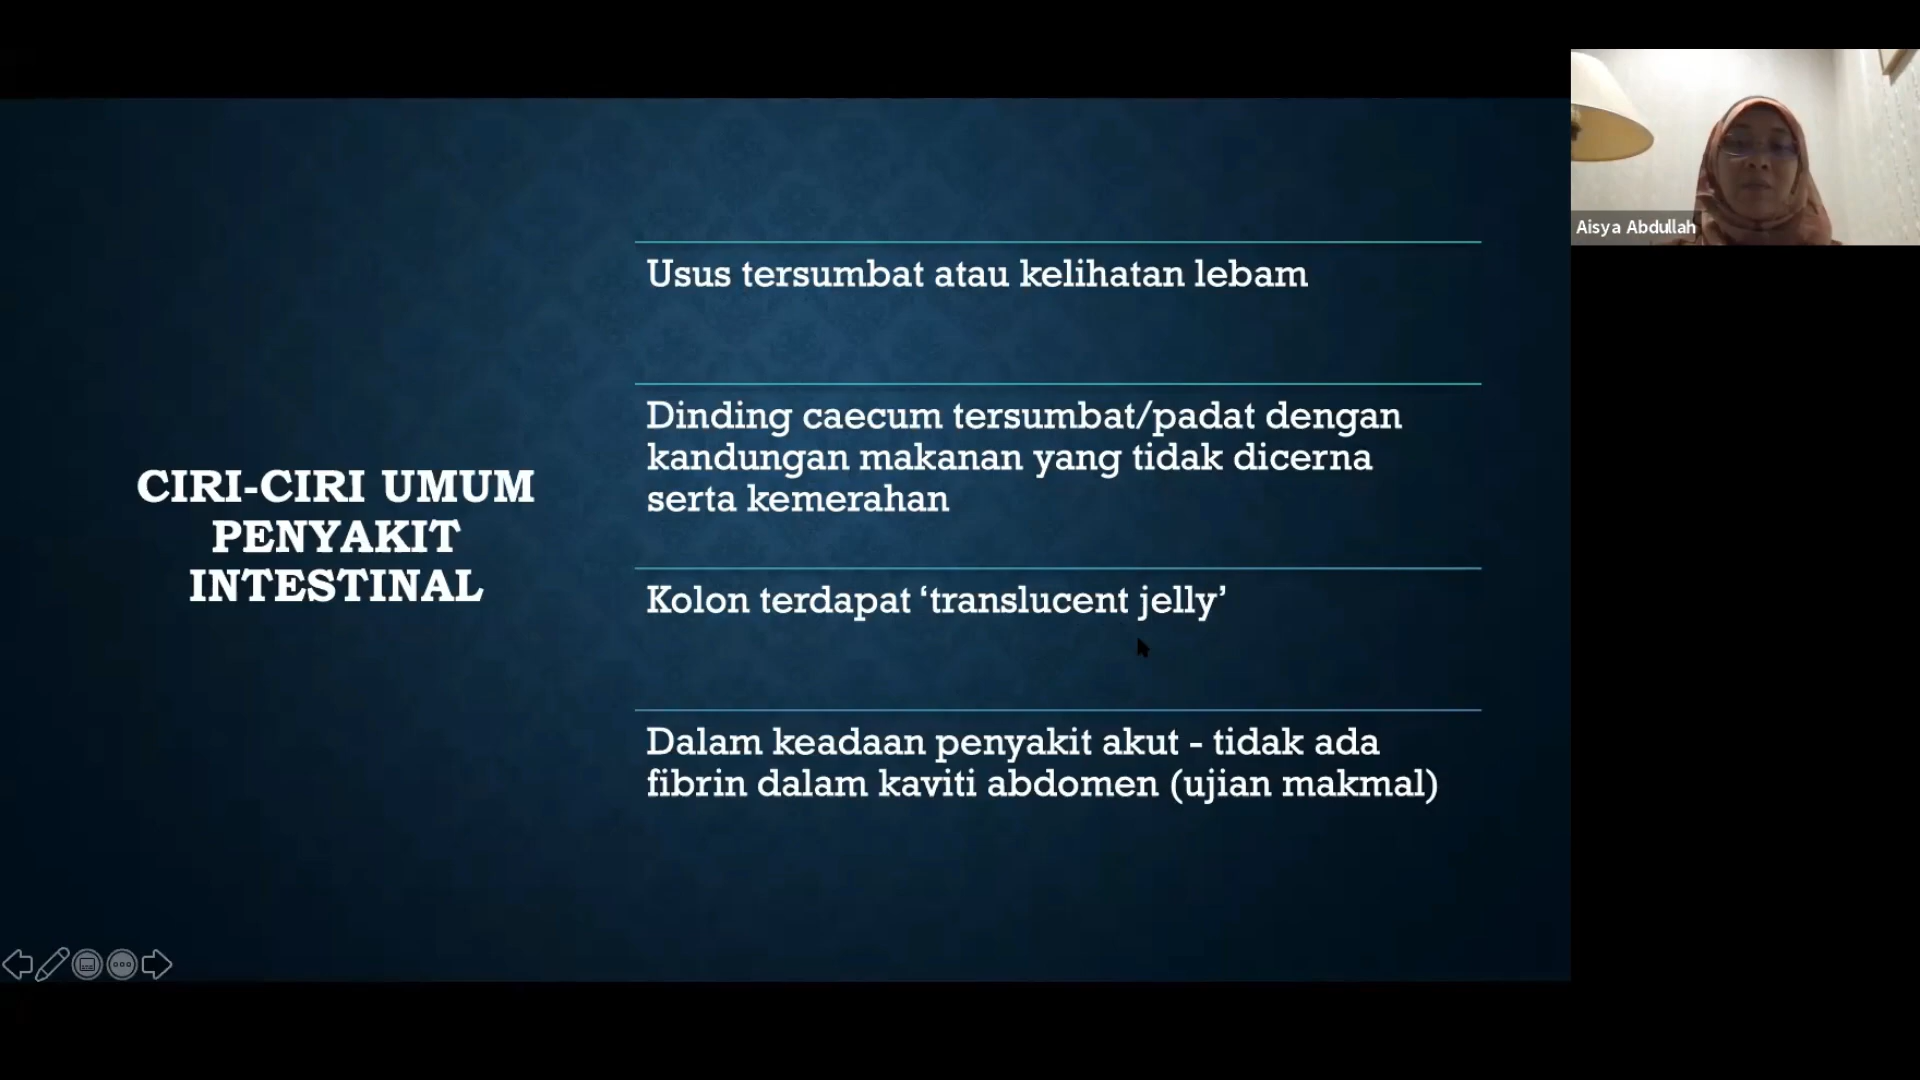 CIRI-CIRI UMUM
PENYAKIT
INTESTINAL
Usus tersumbat atau kelihatan lebam
Dinding caecum tersumbat/padat dengan
kandungan makanan yang tidak dicerna
serta kemerahan
Kolon terdapat ‘translucent jelly’
Dalam keadaan penyakit akut - tidak ada
fibrin dalam kaviti abdomen (ujian makmal)
Aisya Abdullah